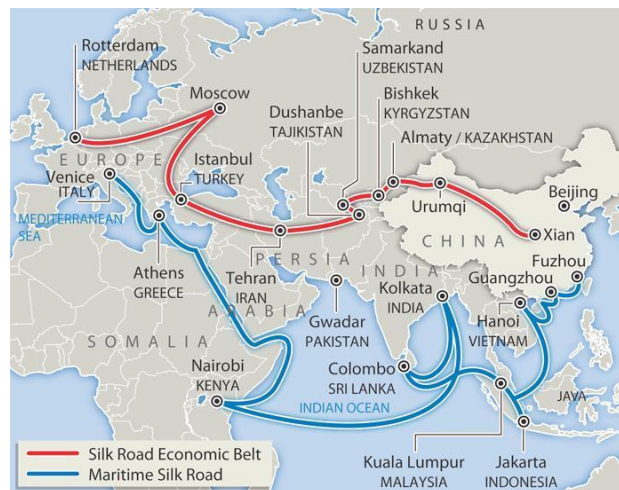 RUSSIA
Rotterdam
NETHERLANDS
Samarkand
UZBEKISTAN
Moscow
Bishkek
KYRGYZSTAN
Dushanbe
TAJIKISTAN
Almaty / KAZAKHSTAN
EUROPE
Venice
ITALY
Istanbul
TURKEY
Urumqi
Beijing
MEDITERRANEAN
SEA
CHINA
Xian
Athens
GREECE
Tehran
IRAN
PERSIA
INDIA
Kolkata
INDIA
Fuzhou
Guangzhou
ARABIA
Gwadar
PAKISTAN
Hanoi
VIETNAM
SOMALIA
Nairobi
KENYA
Colombo
SRI LANKA
INDIAN OCEAN
JAVA
Silk Road Economic Belt
Maritime Silk Road
Kuala Lumpur
MALAYSIA
Jakarta
INDONESIA